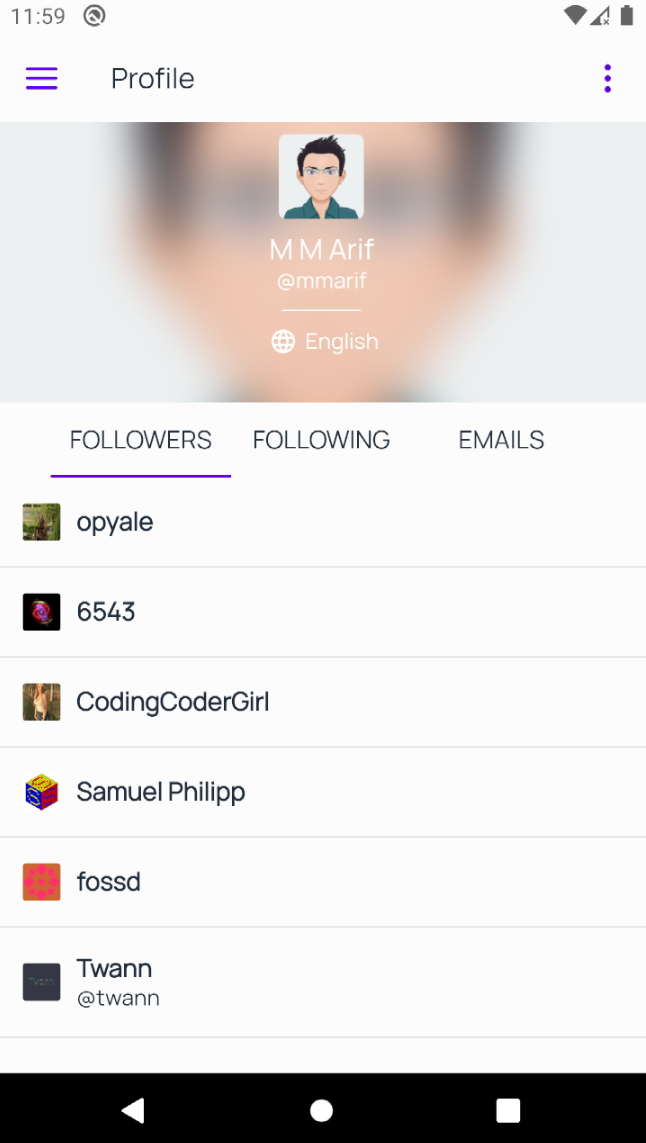 11:59
Profile
M M Arif
@mmarif
English
FOLLOWERS FOLLOWING EMAILS
opyale
6543
CodingCoderGirl
Samuel Philipp
fossd
Twann
@twann